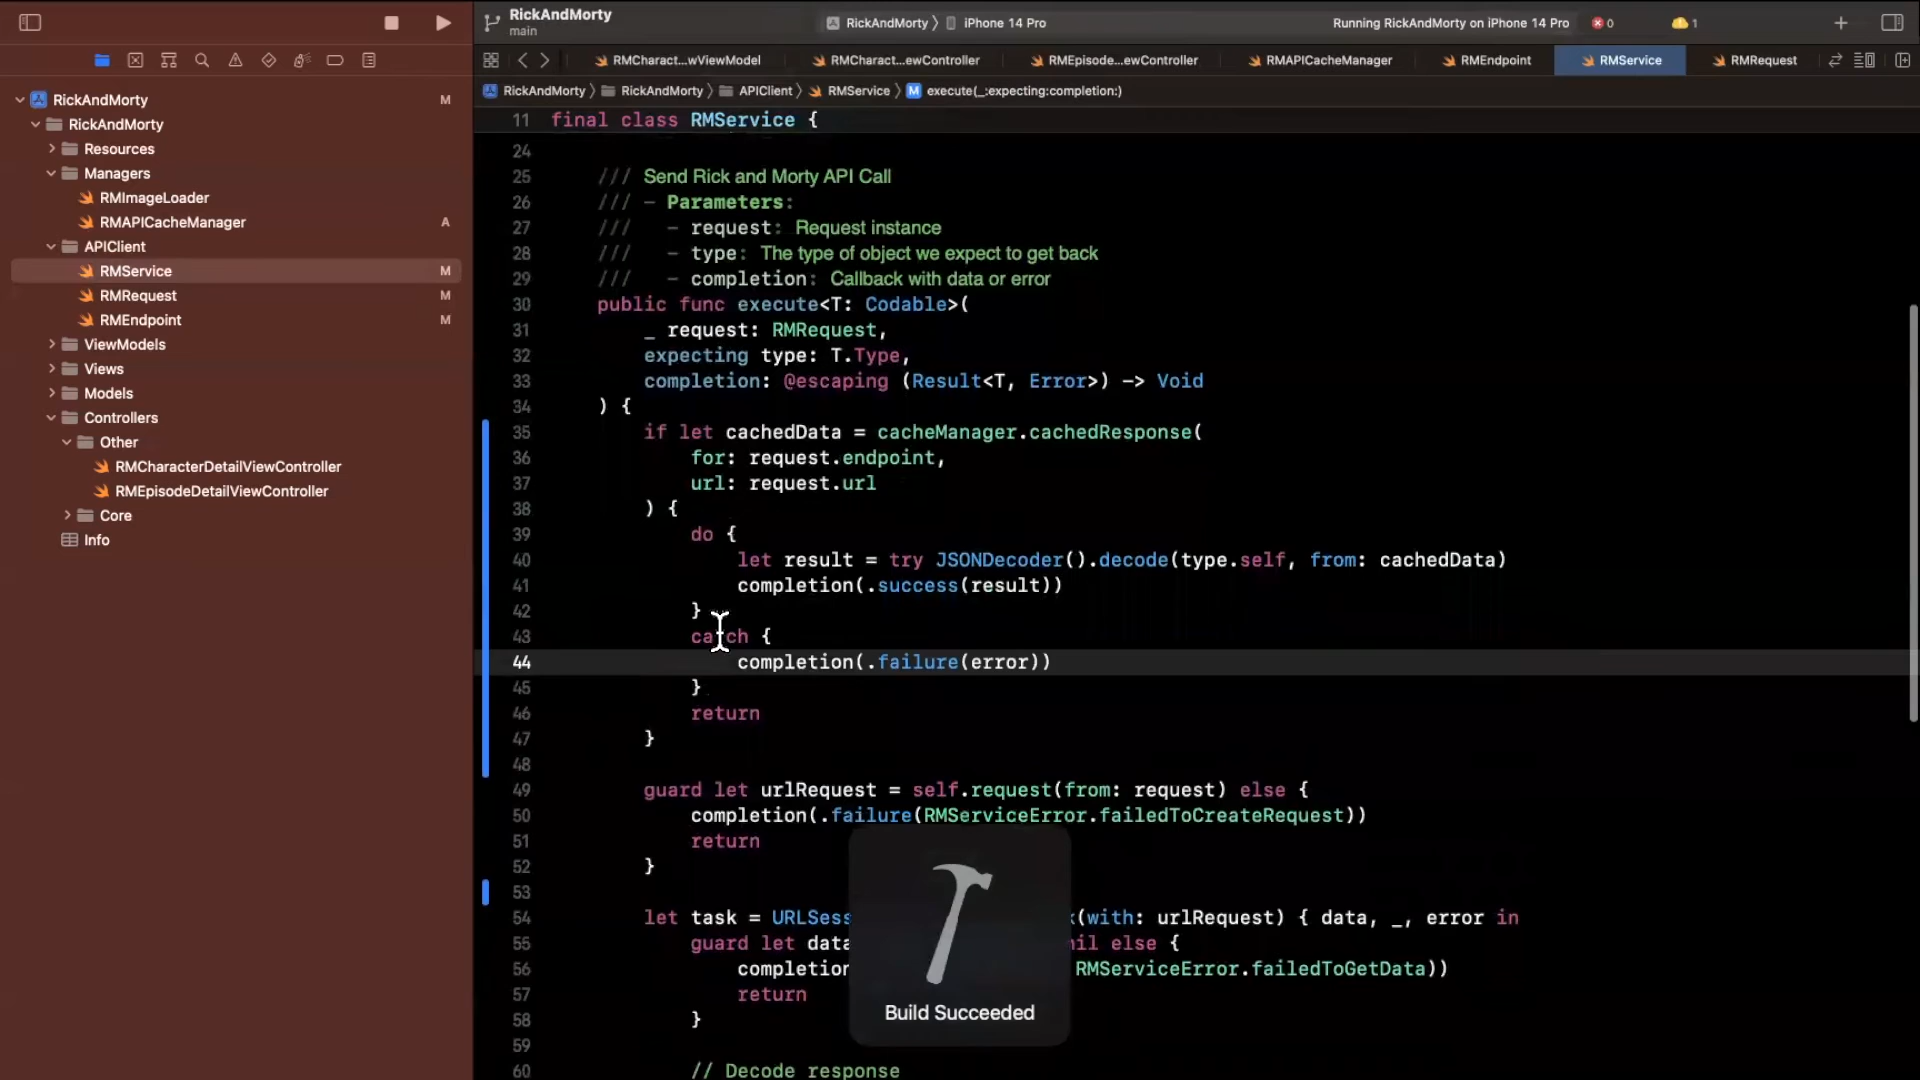 RickAndMorty
main
RickAndMorty
iPhone 14 Pro
Running RickAndMorty on iPhone 14 Pro
0
1
RMCharact...wViewModel
RMCharact...ewController
RMEpisode...ewController
RMAPICacheManager
RMEndpoint
RMService
RMRequest
RickAndMorty
RickAndMorty
APIClient
RMService
M
execute(_:expecting:completion:)
RickAndMorty M
RickAndMorty
Resources
Managers
RMImageLoader
RMAPICacheManager A
APIClient
RMService M
RMRequest M
RMEndpoint M
ViewModels
Views
Models
Controllers
Other
RMCharacterDetailViewController
RMEpisodeDetailViewController
Core
Info
11 final class RMService {
24
25 /// Send Rick and Morty API Call
26 /// - Parameters:
27 /// - request: Request instance
28 /// - type: The type of object we expect to get back
29 /// - completion: Callback with data or error
30 public func execute<T: Codable>(
31 _ request: RMRequest,
32 expecting type: T.Type,
33 completion: @escaping (Result<T, Error>) -> Void
34 ) {
35 if let cachedData = cacheManager.cachedResponse(
36 for: request.endpoint,
37 url: request.url
38 ) {
39 do {
40 let result = try JSONDecoder().decode(type.self, from: cachedData)
41 completion(.success(result))
42 }
43 catch {
44 completion(.failure(error))
45 }
46 return
47 }
48
49 guard let urlRequest = self.request(from: request) else {
50 completion(.failure(RMServiceError.failedToCreateRequest))
51 return
52 }
53
54 let task = URLSess k(with: urlRequest) { data, _, error in
55 guard let data nil else {
56 completion RMServiceError.failedToGetData))
57 return
58 }
59
60 // Decode response
Build Succeeded